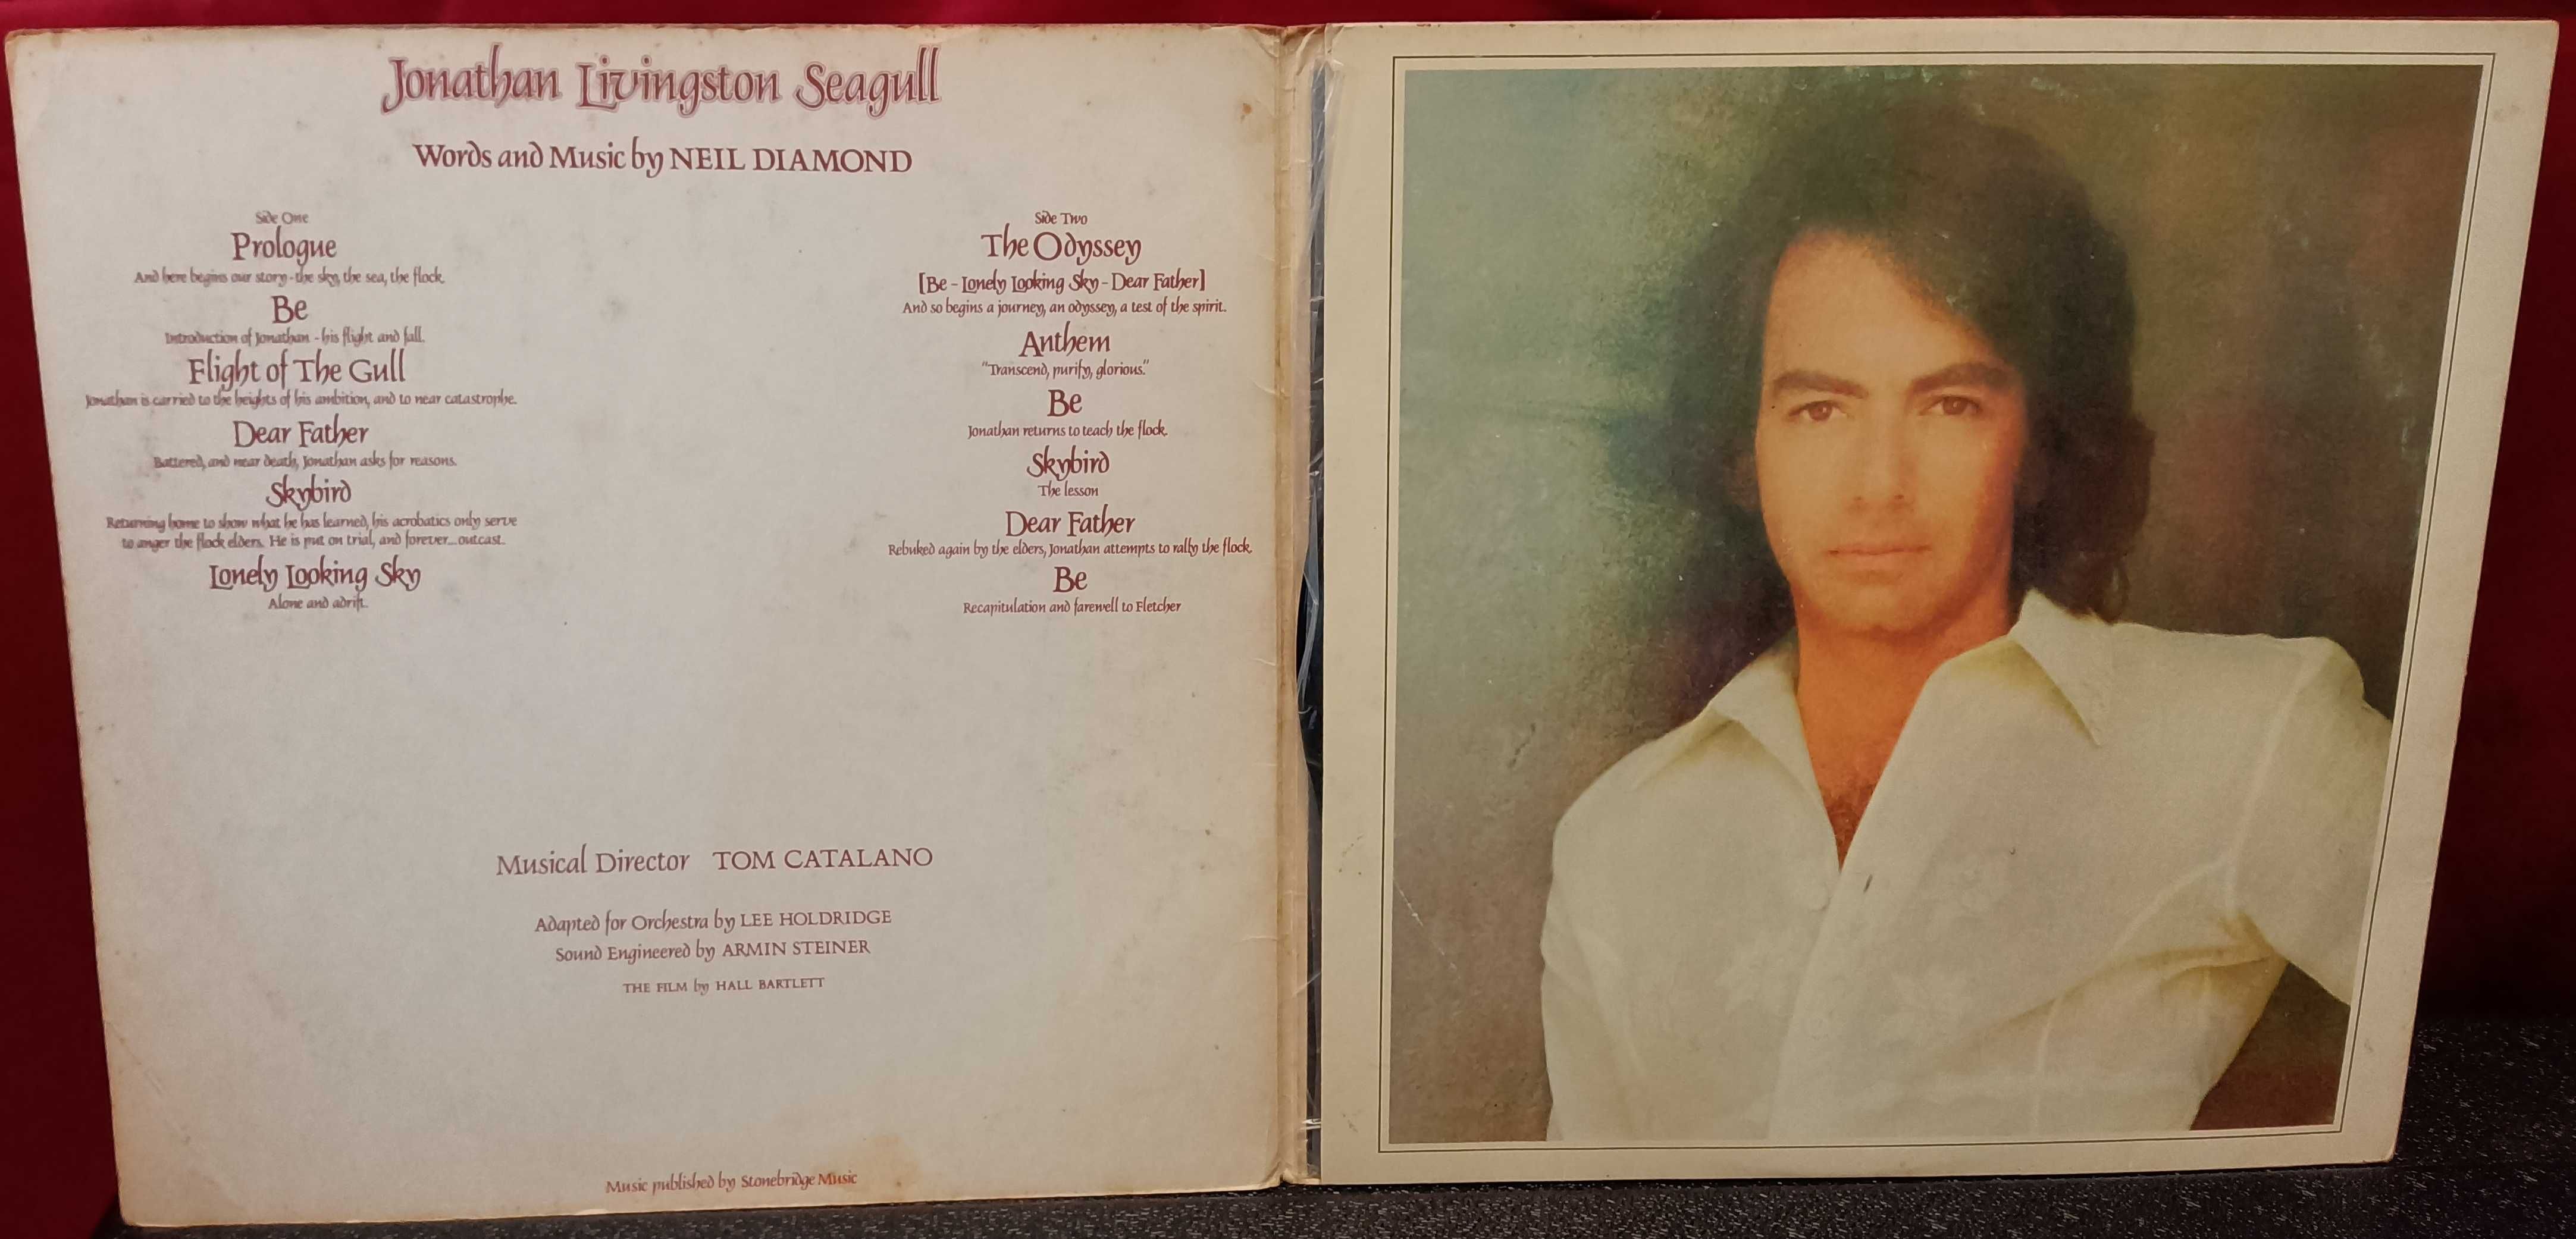 Jonathan Livingston Seagull
Words and Music by NEIL DIAMOND
Side One
Prologue
And here begins our story - the sky, the sea, the flock.
Be
Introduction of Jonathan - his flight and fall.
Flight of The Gull
Jonathan is carried to the heights of his ambition, and to near catastrophe.
Dear Father
Battered, and near death, Jonathan asks for reasons.
Skybird
Returning home to show what he has learned, his acrobatics only serve
to anger the flock elders. He is put on trial, and forever...outcast.
Lonely Looking Sky
Alone and adrift.
Side Two
The Odyssey
[Be - Lonely Looking Sky - Dear Father]
And so begins a journey, an odyssey, a test of the spirit.
Anthem
"Transcend, purify, glorious."
Be
Jonathan returns to teach the flock.
Skybird
The lesson
Dear Father
Rebuked again by the elders, Jonathan attempts to rally the flock.
Be
Recapitulation and farewell to Fletcher
Musical Director TOM CATALANO
Adapted for Orchestra by LEE HOLDRIDGE
Sound Engineered by ARMIN STEINER
THE FILM by HALL BARTLETT
Music published by Stonebridge Music